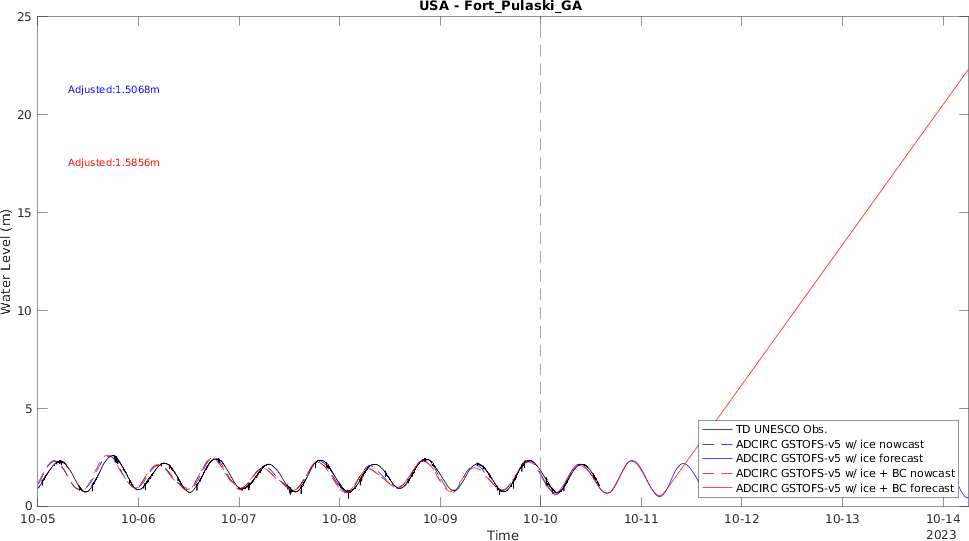 USA - Fort_Pulaski_GA
25
20
15
10
5
0
Water Level (m)
Adjusted:1.5068m
Adjusted:1.5856m
TD UNESCO Obs.
ADCIRC GSTOFS-v5 w/ ice nowcast
ADCIRC GSTOFS-v5 w/ ice forecast
ADCIRC GSTOFS-v5 w/ ice + BC nowcast
ADCIRC GSTOFS-v5 w/ ice + BC forecast
10-05 10-06 10-07 10-08 10-09 10-10 10-11 10-12 10-13 10-14
2023
Time